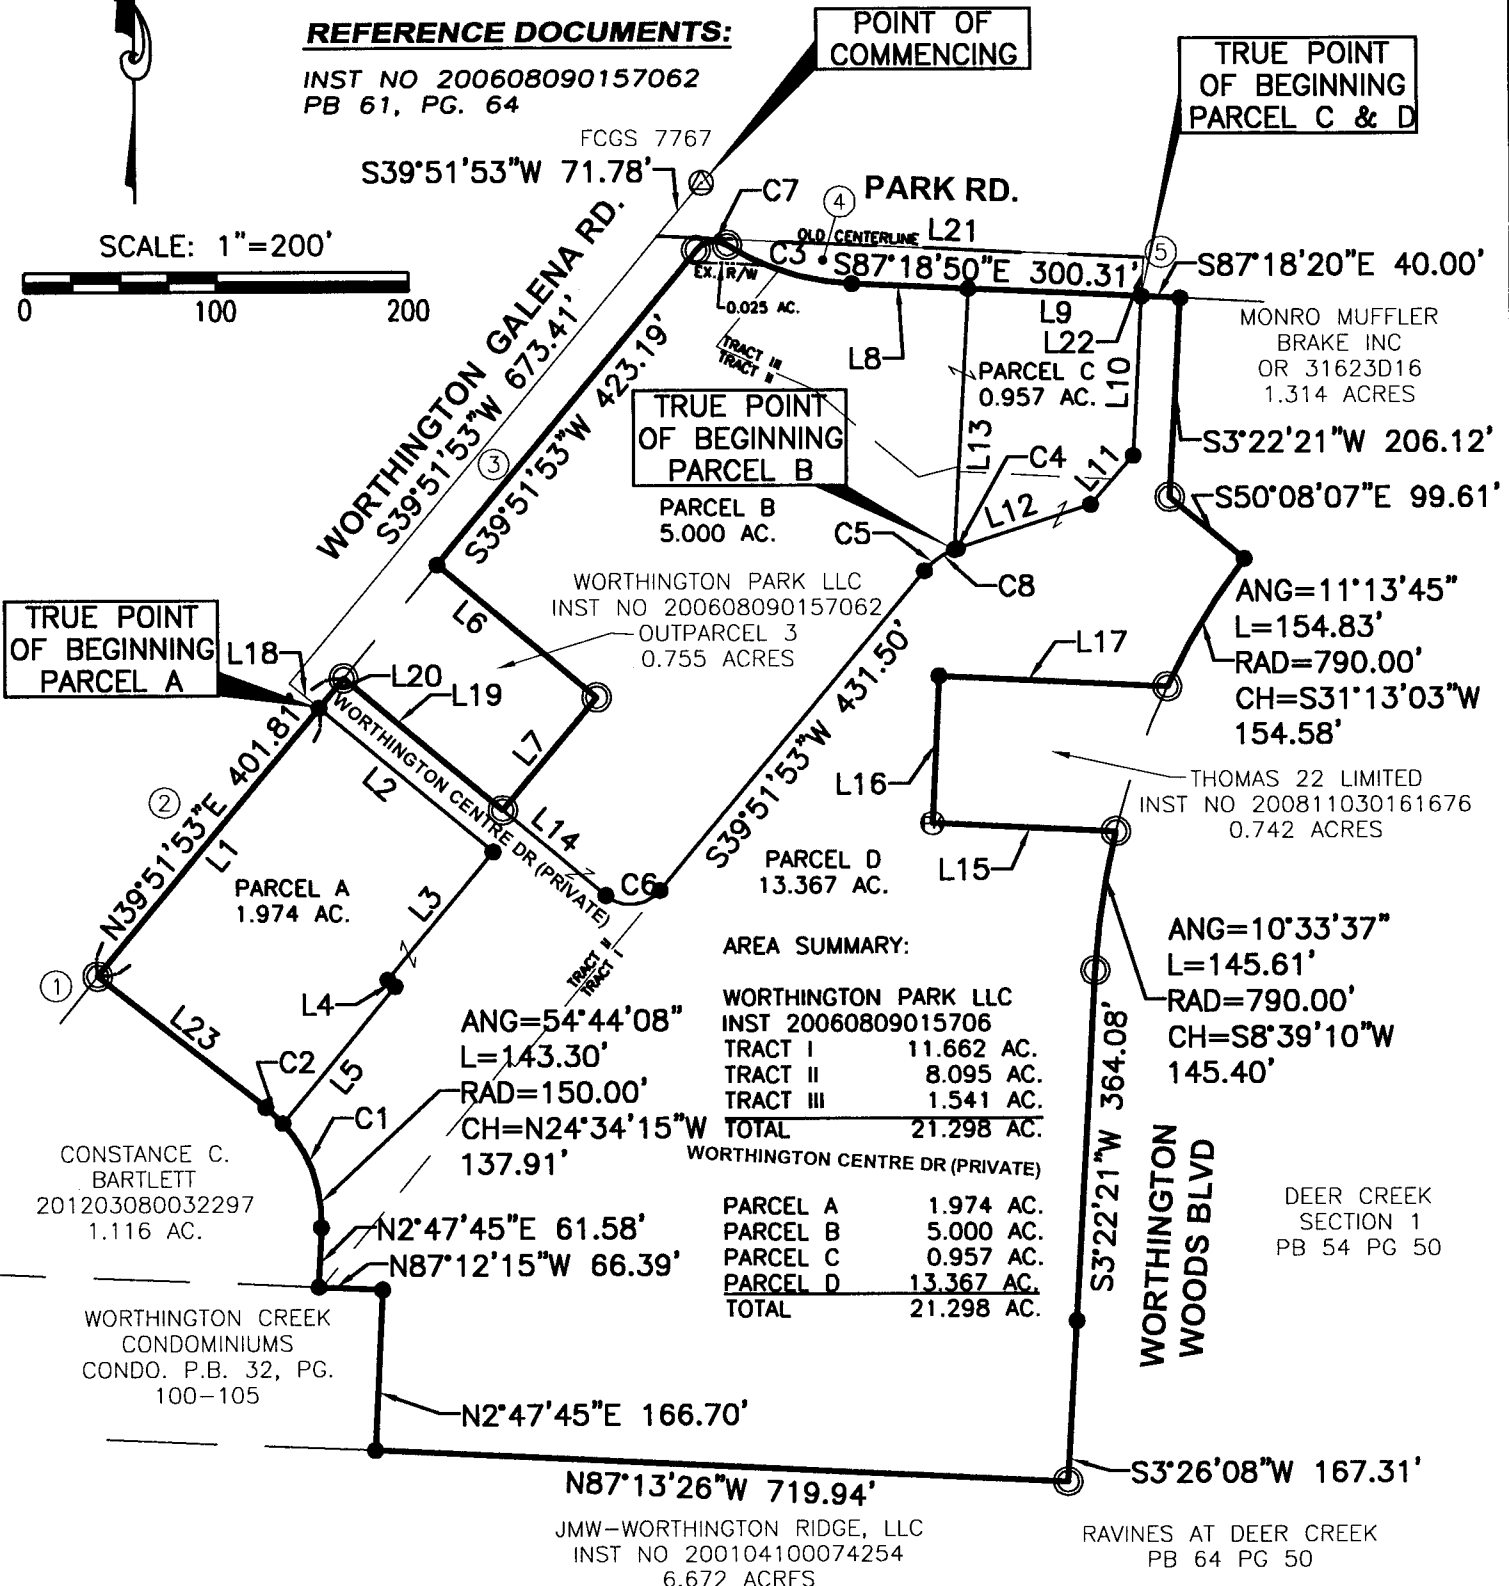 REFERENCE DOCUMENTS:
INST NO 200608090157062
PB 61, PG. 64
POINT OF
COMMENCING
TRUE POINT
OF BEGINNING
PARCEL C & D
FCGS 7767
S39°51'53"W 71.78'
SCALE: 1"=200'
0
100
200
C7
4
PARK RD.
OLD CENTERLINE
L21
C3
S87°18'50"E 300.31'
5
S87°18'20"E 40.00'
EX. R/W
0.025 AC.
L9
L22
L8
L10
MONRO MUFFLER
BRAKE INC
OR 31623D16
1.314 ACRES
WORTHINGTON GALENA RD.
S39°51'53"W 673.41'
3
S39°51'53"W 423.19'
TRACT III
TRACT II
PARCEL C
0.957 AC.
TRUE POINT
OF BEGINNING
PARCEL B
L13
C4
L11
S3°22'21"W 206.12'
L12
S50°08'07"E 99.61'
PARCEL B
5.000 AC.
C5
C8
WORTHINGTON PARK LLC
INST NO 200608090157062
OUTPARCEL 3
0.755 ACRES
L6
ANG=11°13'45"
L=154.83'
RAD=790.00'
CH=S31°13'03"W
154.58'
TRUE POINT
OF BEGINNING
PARCEL A
L18
L20
L19
L17
S39°51'53"W 431.50'
L7
N39°51'53"E 401.81'
L1
2
L2
WORTHINGTON CENTRE DR (PRIVATE)
L14
L16
THOMAS 22 LIMITED
INST NO 200811030161676
0.742 ACRES
L15
PARCEL D
13.367 AC.
C6
PARCEL A
1.974 AC.
L3
1
L4
TRACT II
TRACT I
AREA SUMMARY:
WORTHINGTON PARK LLC
INST 20060809015706
TRACT I 11.662 AC.
TRACT II 8.095 AC.
TRACT III 1.541 AC.
TOTAL 21.298 AC.
WORTHINGTON CENTRE DR (PRIVATE)
PARCEL A 1.974 AC.
PARCEL B 5.000 AC.
PARCEL C 0.957 AC.
PARCEL D 13.367 AC.
TOTAL 21.298 AC.
ANG=10°33'37"
L=145.61'
RAD=790.00'
CH=S8°39'10"W
145.40'
L23
C2
L5
C1
ANG=54°44'08"
L=143.30'
RAD=150.00'
CH=N24°34'15"W
137.91'
CONSTANCE C.
BARTLETT
201203080032297
1.116 AC.
N2°47'45"E 61.58'
N87°12'15"W 66.39'
S3°22'21"W 364.08'
WORTHINGTON
WOODS BLVD
DEER CREEK
SECTION 1
PB 54 PG 50
WORTHINGTON CREEK
CONDOMINIUMS
CONDO. P.B. 32, PG.
100-105
N2°47'45"E 166.70'
N87°13'26"W 719.94'
S3°26'08"W 167.31'
JMW-WORTHINGTON RIDGE, LLC
INST NO 200104100074254
6.672 ACRES
RAVINES AT DEER CREEK
PB 64 PG 50